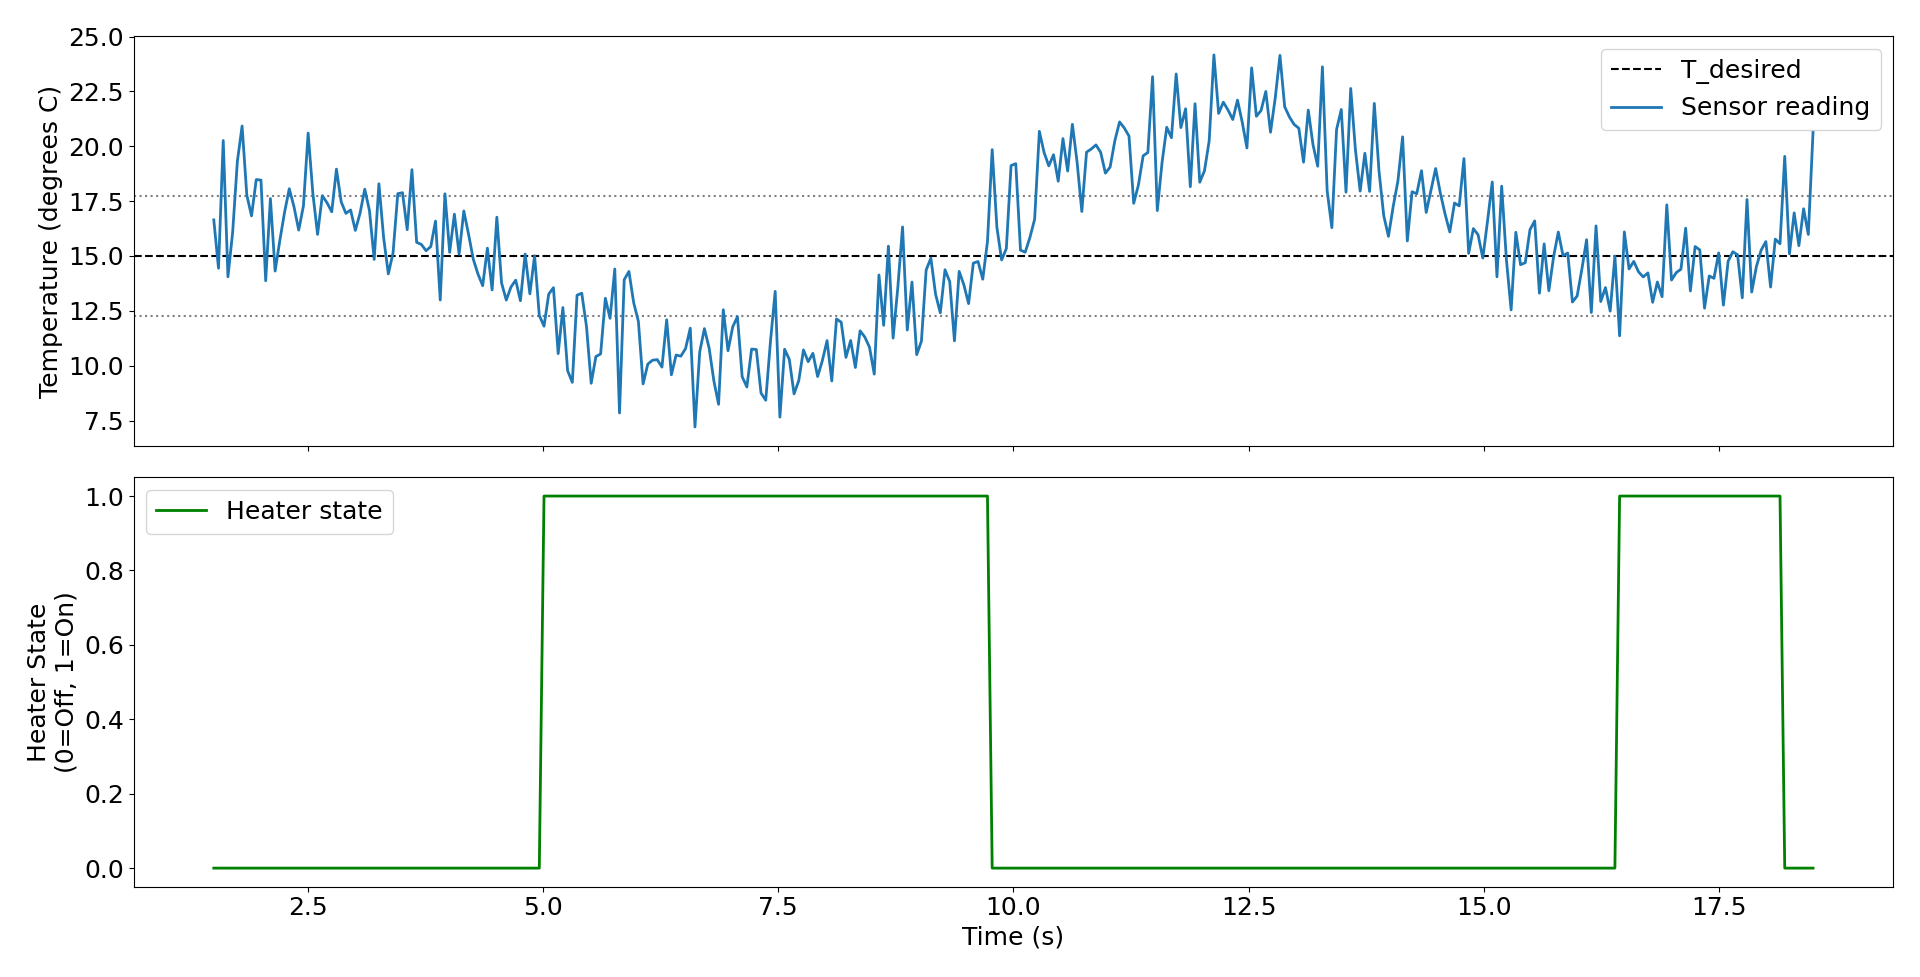 25.0
22.5
20.0
17.5
15.0
12.5
10.0
7.5
Temperature (degrees C)
T_desired
Sensor reading
1.0
0.8
0.6
0.4
0.2
0.0
Heater State
(0=Off, 1=On)
Heater state
2.5 5.0 7.5 10.0 12.5 15.0 17.5
Time (s)